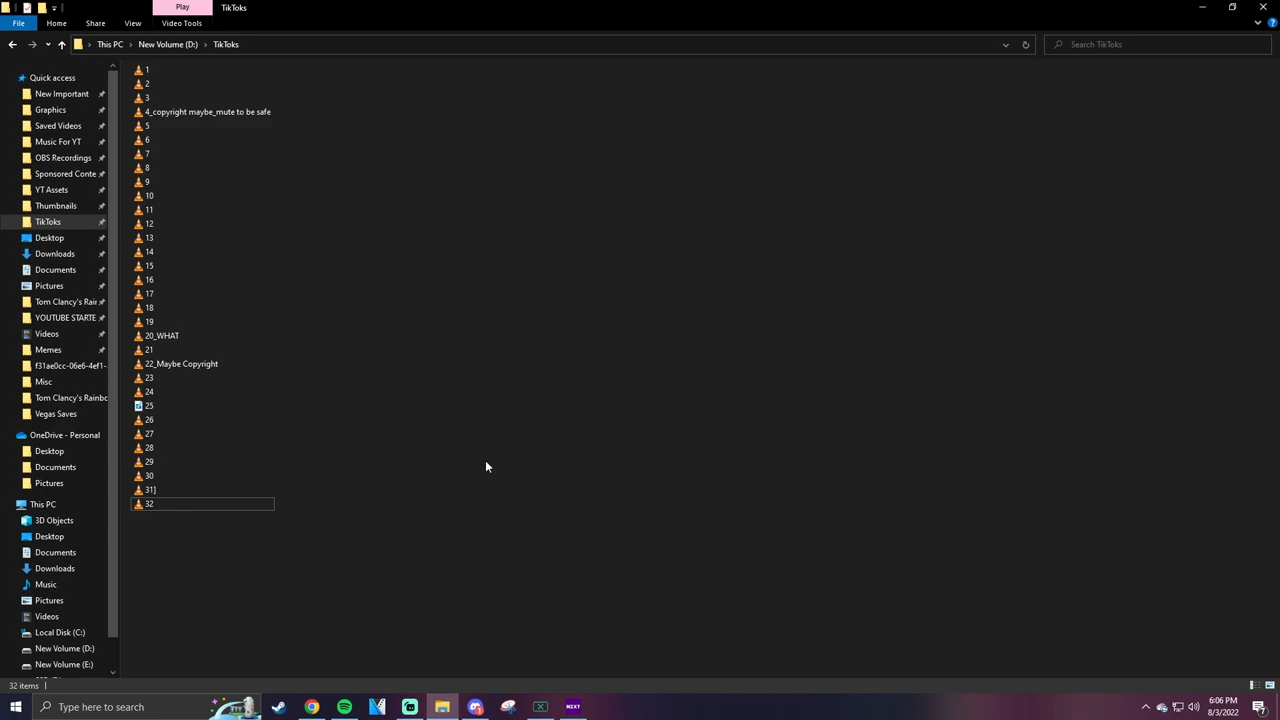 Play
TikToks
File
Home
Share
View
Video Tools
This PC
New Volume (D:)
TikToks
Search TikToks
Quick access
New Important
Graphics
Saved Videos
Music For YT
OBS Recordings
Sponsored Conte
YT Assets
Thumbnails
TikToks
Desktop
Downloads
Documents
Pictures
Tom Clancy's Rain
YOUTUBE STARTE
Videos
Memes
f31ae0cc-06e6-4ef1-
Misc
Tom Clancy's Rainbo
Vegas Saves
OneDrive - Personal
Desktop
Documents
Pictures
This PC
3D Objects
Desktop
Documents
Downloads
Music
Pictures
Videos
Local Disk (C:)
New Volume (D:)
New Volume (E:)
1
2
3
4_copyright maybe_mute to be safe
5
6
7
8
9
10
11
12
13
14
15
16
17
18
19
20_WHAT
21
22_Maybe Copyright
23
24
25
26
27
28
29
30
31]
32
32 items
Type here to search
NZXT
6:06 PM
8/3/2022